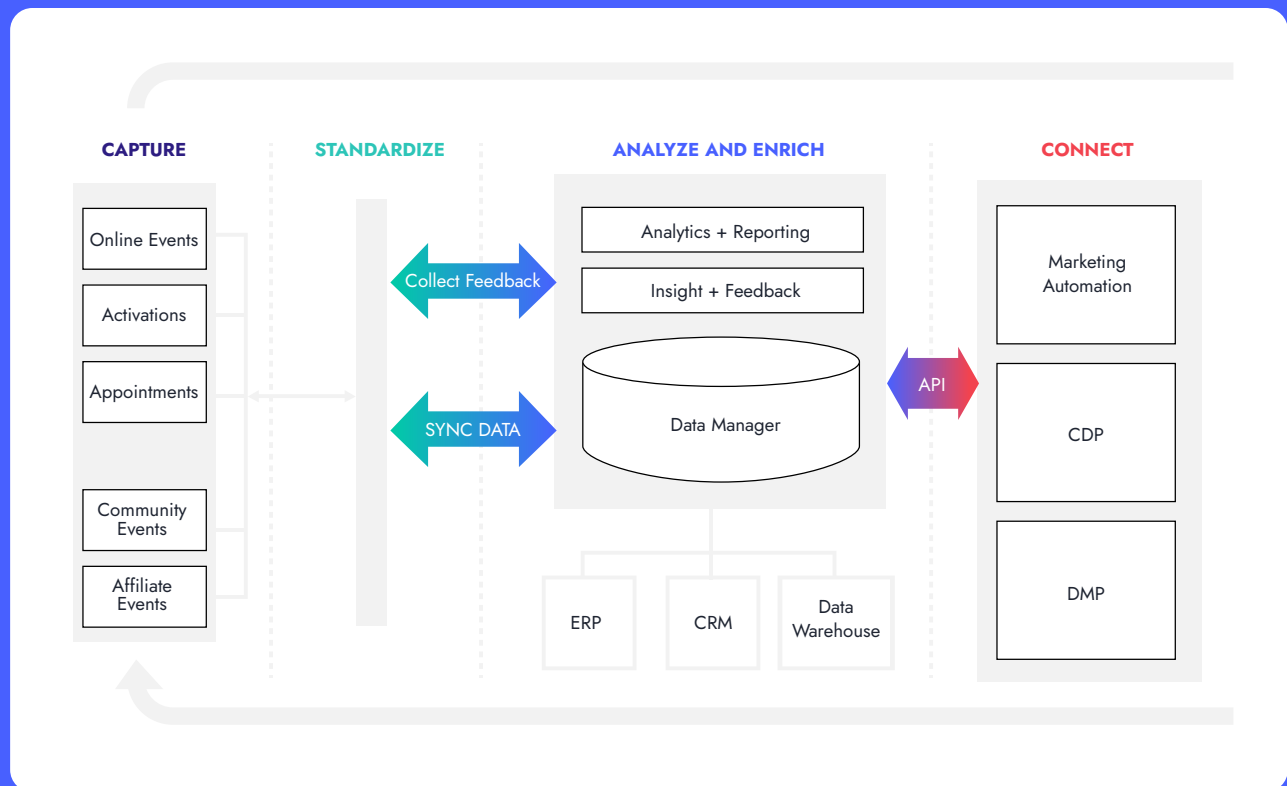 CAPTURE
STANDARDIZE
ANALYZE AND ENRICH
CONNECT
Online Events
Activations
Appointments
Community
Events
Affiliate
Events
Collect Feedback
SYNC DATA
Analytics + Reporting
Insight + Feedback
Data Manager
ERP
CRM
Data
Warehouse
API
Marketing
Automation
CDP
DMP